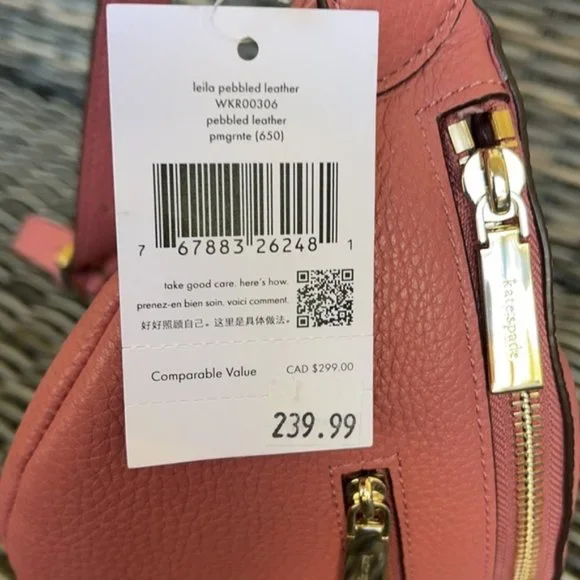 leila pebbled leather
WKR00306
pebbled leather
pmgrnte (650)
7 67883 26248 1
take good care. here's how.
prenez-en bien soin. voici comment.
好好照顾自己。这里是具体做法。
Comparable Value CAD $299.00
239.99
kate spade